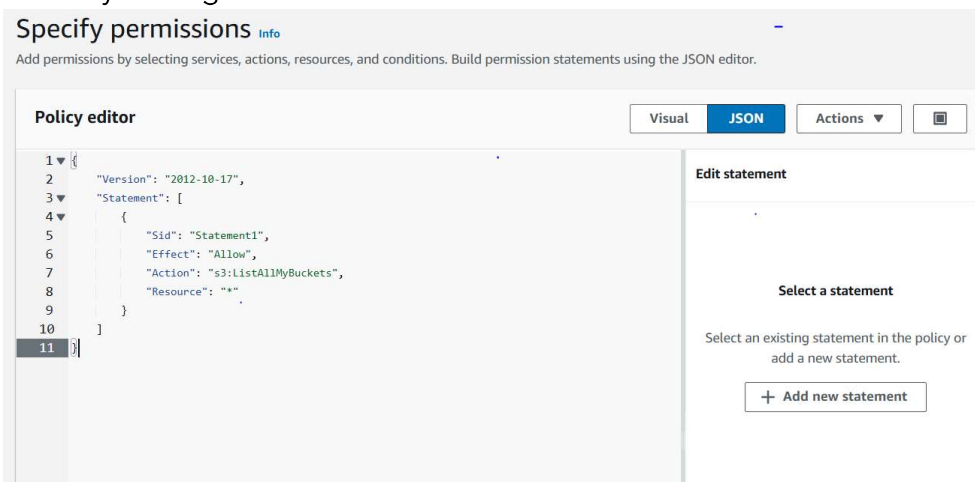 Specify permissions Info
Add permissions by selecting services, actions, resources, and conditions. Build permission statements using the JSON editor.
Policy editor
Visual JSON Actions ▼
1 ▼ {
2 "Version": "2012-10-17",
3 ▼ "Statement": [
4 ▼ {
5 "Sid": "Statement1",
6 "Effect": "Allow",
7 "Action": "s3:ListAllMyBuckets",
8 "Resource": "*"
9 }
10 ]
11 }
Edit statement
Select a statement
Select an existing statement in the policy or
add a new statement.
+ Add new statement